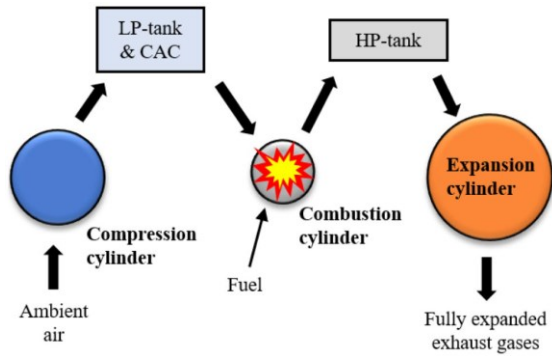 LP-tank
& CAC
HP-tank
Expansion
cylinder
Compression
cylinder
Combustion
cylinder
Fuel
Ambient
air
Fully expanded
exhaust gases